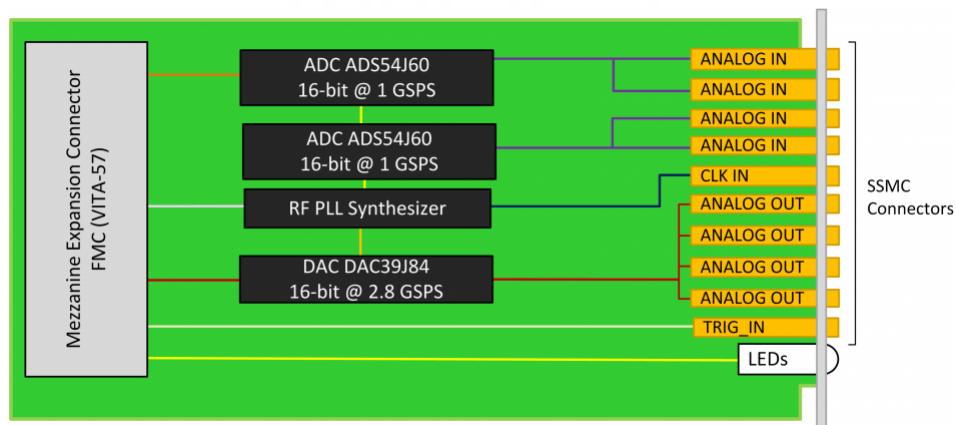 Mezzanine Expansion Connector
FMC (VITA-57)
ADC ADS54J60
16-bit @ 1 GSPS
ADC ADS54J60
16-bit @ 1 GSPS
RF PLL Synthesizer
DAC DAC39J84
16-bit @ 2.8 GSPS
ANALOG IN
ANALOG IN
ANALOG IN
ANALOG IN
CLK IN
ANALOG OUT
ANALOG OUT
ANALOG OUT
ANALOG OUT
TRIG_IN
LEDs
SSMC
Connectors